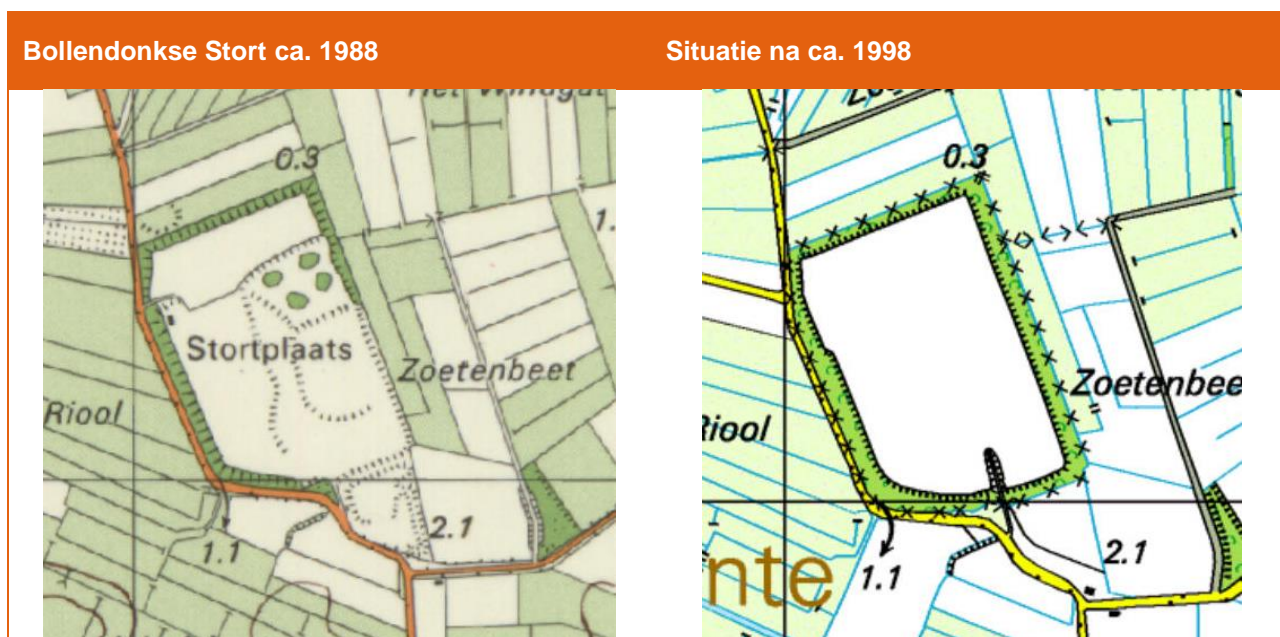 Bollendonkse Stort ca. 1988
Situatie na ca. 1998
0.3
1.
Stortplaats
Zoetenbeet
Riool
2.1
1.1
0.3
Zoetenbee
Riool
nte
1.1
2.1